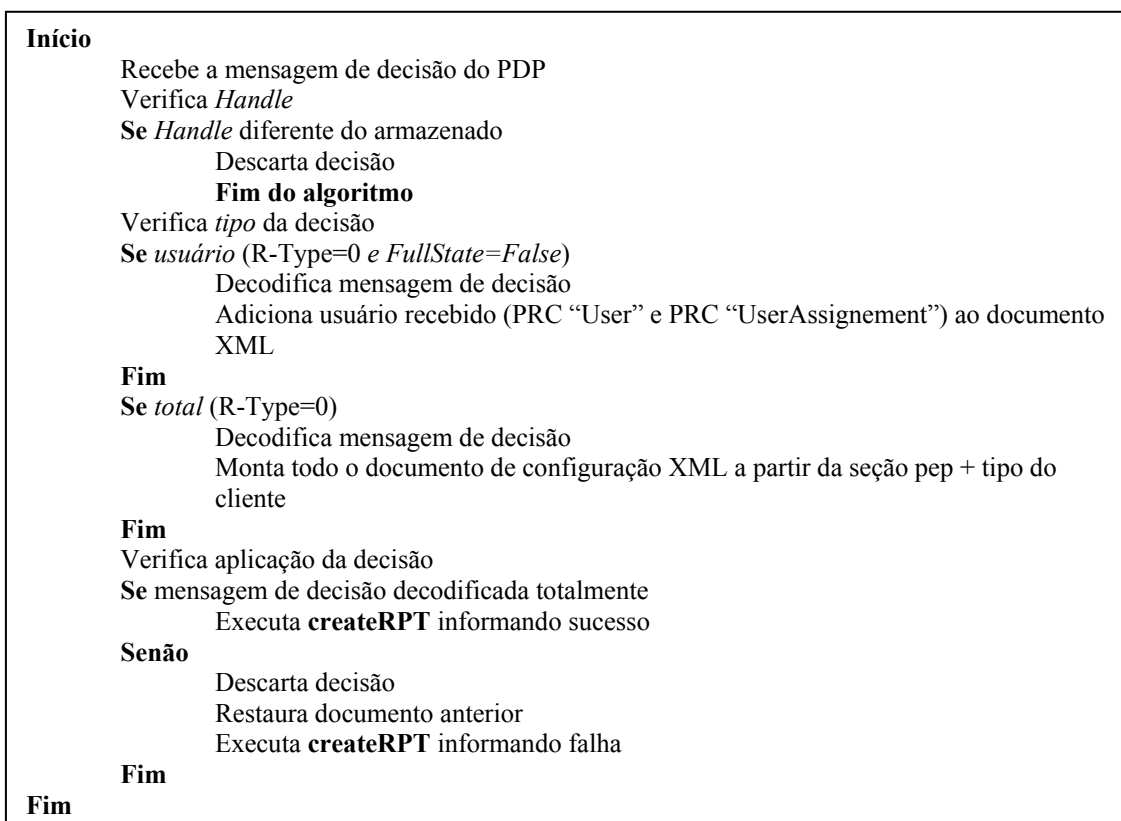 Início
Recebe a mensagem de decisão do PDP
Verifica Handle
Se Handle diferente do armazenado
Descarta decisão
Fim do algoritmo
Verifica tipo da decisão
Se usuário (R-Type=0 e FullState=False)
Decodifica mensagem de decisão
Adiciona usuário recebido (PRC “User” e PRC “UserAssignement”) ao documento
XML
Fim
Se total (R-Type=0)
Decodifica mensagem de decisão
Monta todo o documento de configuração XML a partir da seção pep + tipo do
cliente
Fim
Verifica aplicação da decisão
Se mensagem de decisão decodificada totalmente
Executa createRPT informando sucesso
Senão
Descarta decisão
Restaura documento anterior
Executa createRPT informando falha
Fim
Fim